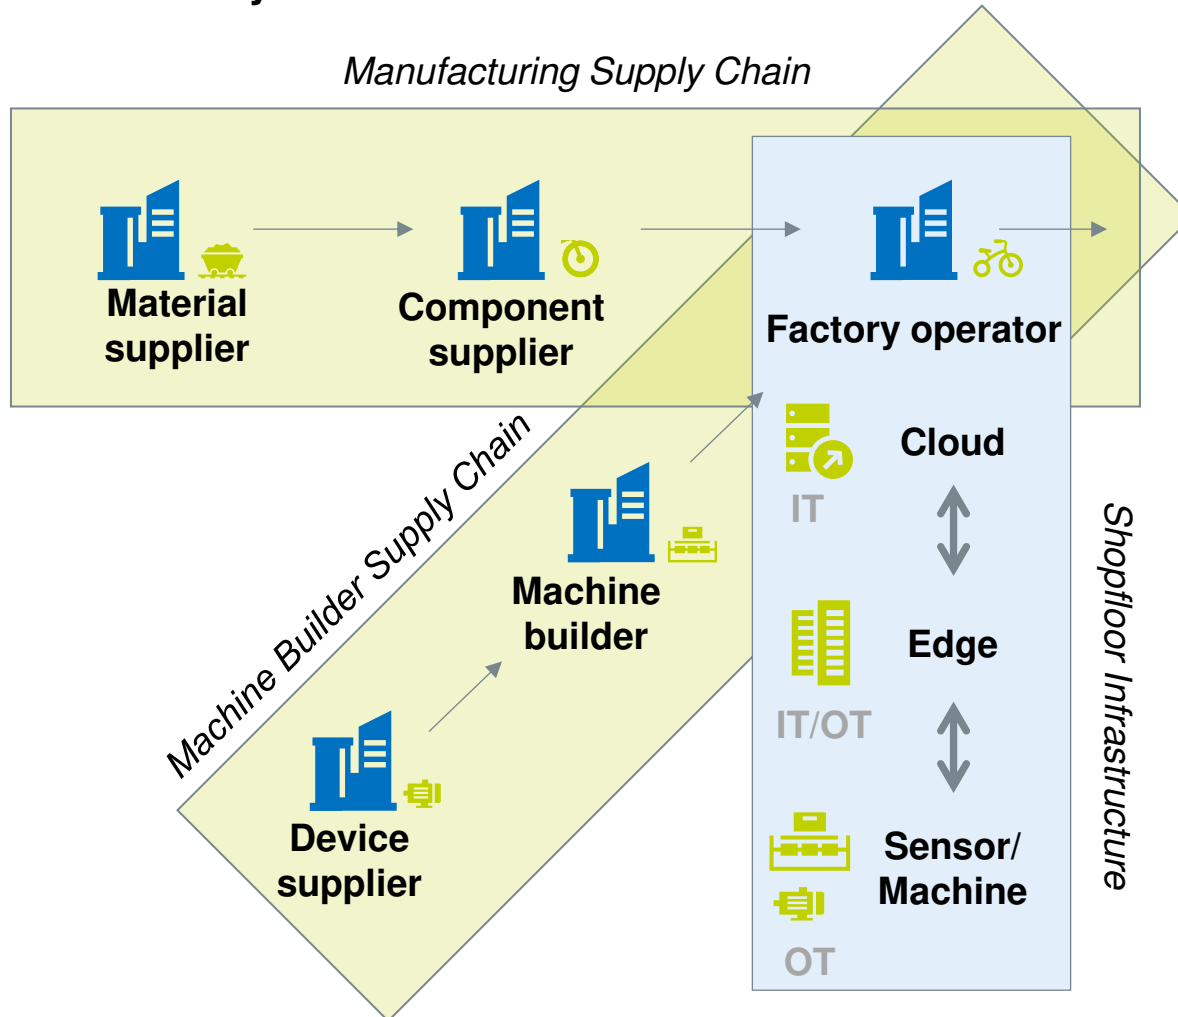 Manufacturing Supply Chain
Material
supplier
Component
supplier
Factory operator
Machine Builder Supply Chain
Cloud
IT
Machine
builder
Shopfloor Infrastructure
Edge
IT/OT
Device
supplier
Sensor/
Machine
OT